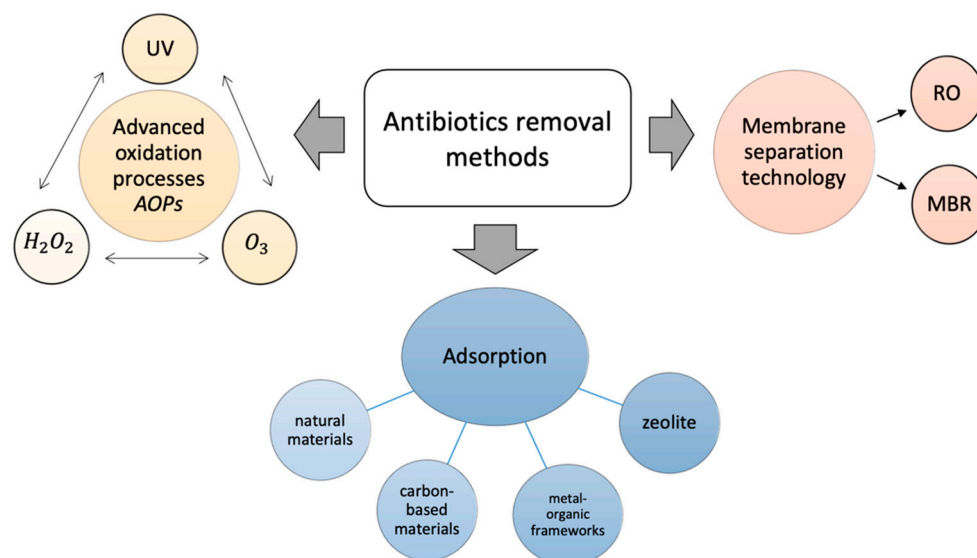 UV
Advanced
oxidation
processes
AOPs
H₂O₂
O₃
Antibiotics removal
methods
Membrane
separation
technology
RO
MBR
Adsorption
natural
materials
carbon-
based
materials
metal-
organic
frameworks
zeolite